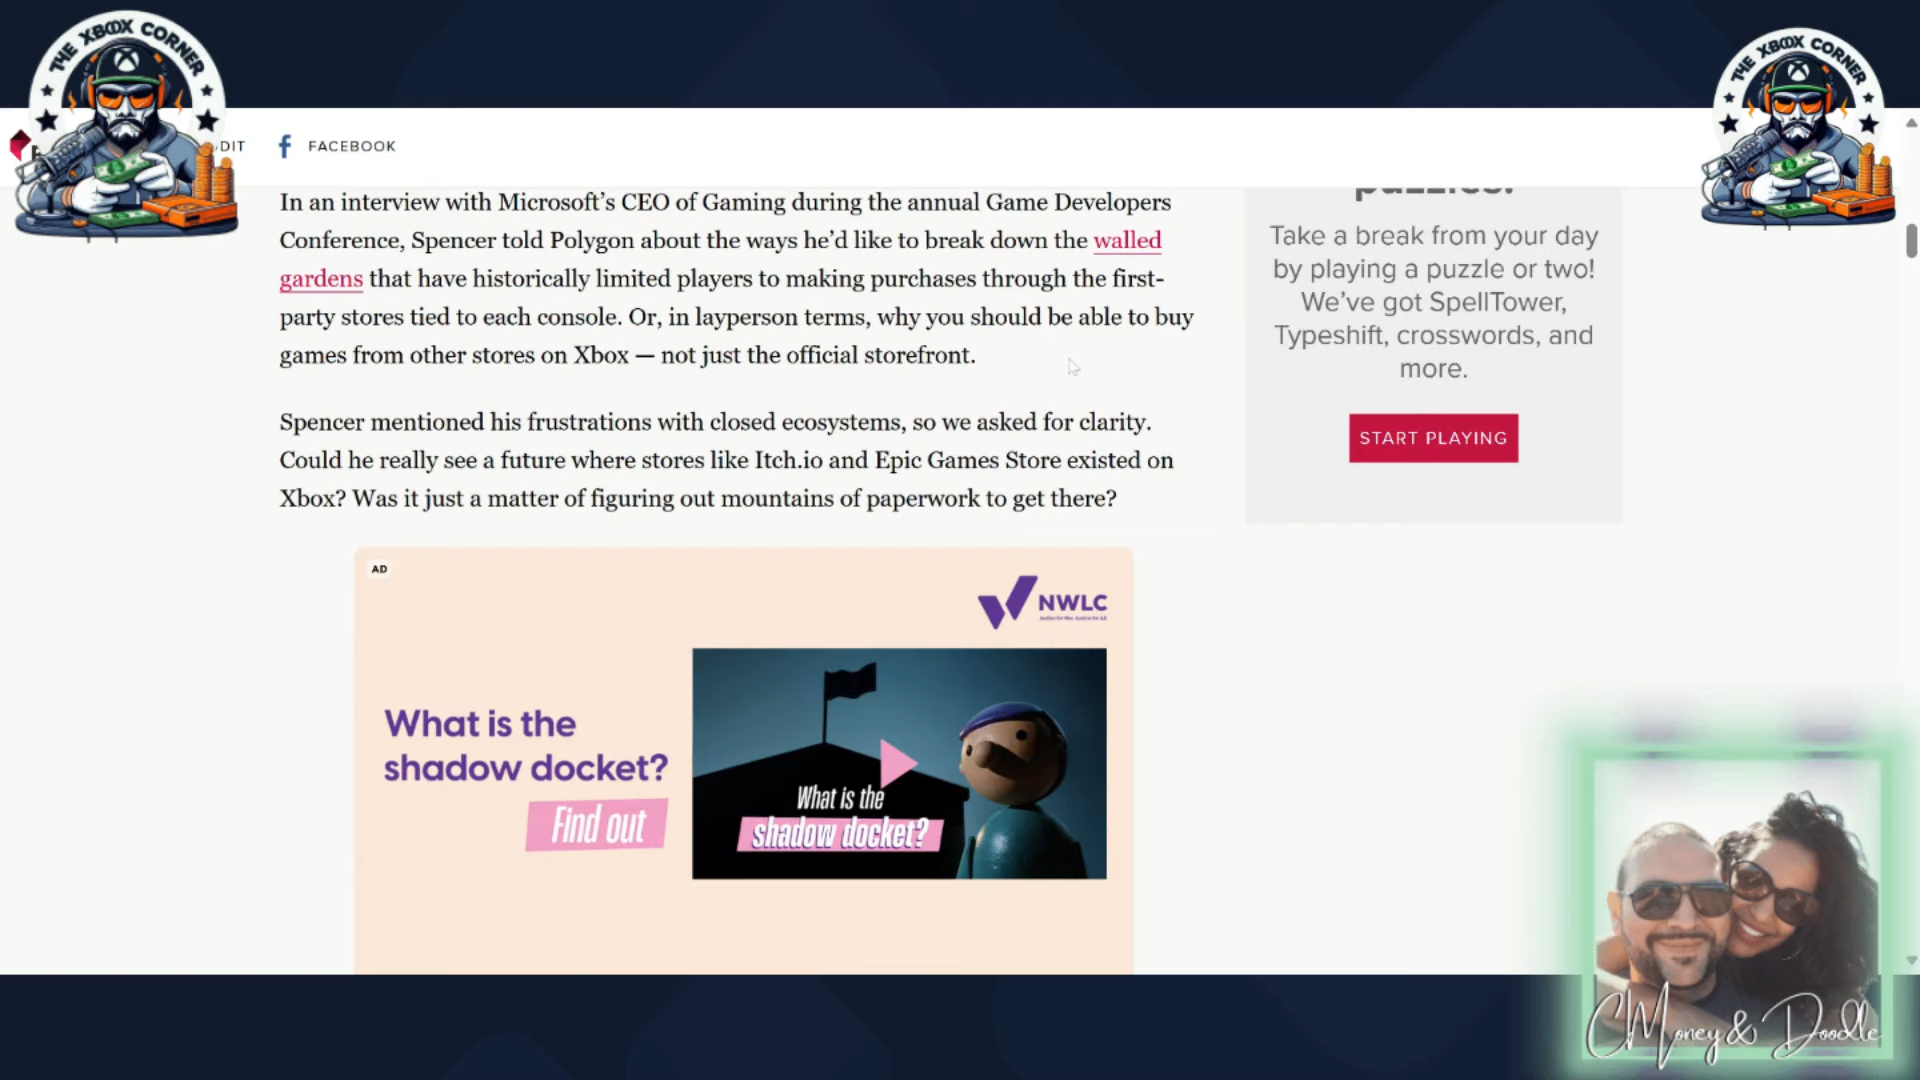 THE XBOX CORNER
THE XBOX CORNER
DIT
FACEBOOK
In an interview with Microsoft’s CEO of Gaming during the annual Game Developers
Conference, Spencer told Polygon about the ways he’d like to break down the walled
gardens that have historically limited players to making purchases through the first-
party stores tied to each console. Or, in layperson terms, why you should be able to buy
games from other stores on Xbox — not just the official storefront.
Spencer mentioned his frustrations with closed ecosystems, so we asked for clarity.
Could he really see a future where stores like Itch.io and Epic Games Store existed on
Xbox? Was it just a matter of figuring out mountains of paperwork to get there?
puzzles!
Take a break from your day
by playing a puzzle or two!
We’ve got SpellTower,
Typeshift, crosswords, and
more.
START PLAYING
AD
NWLC
What is the
shadow docket?
Find out
What is the
shadow docket?
CMoney & Doodle